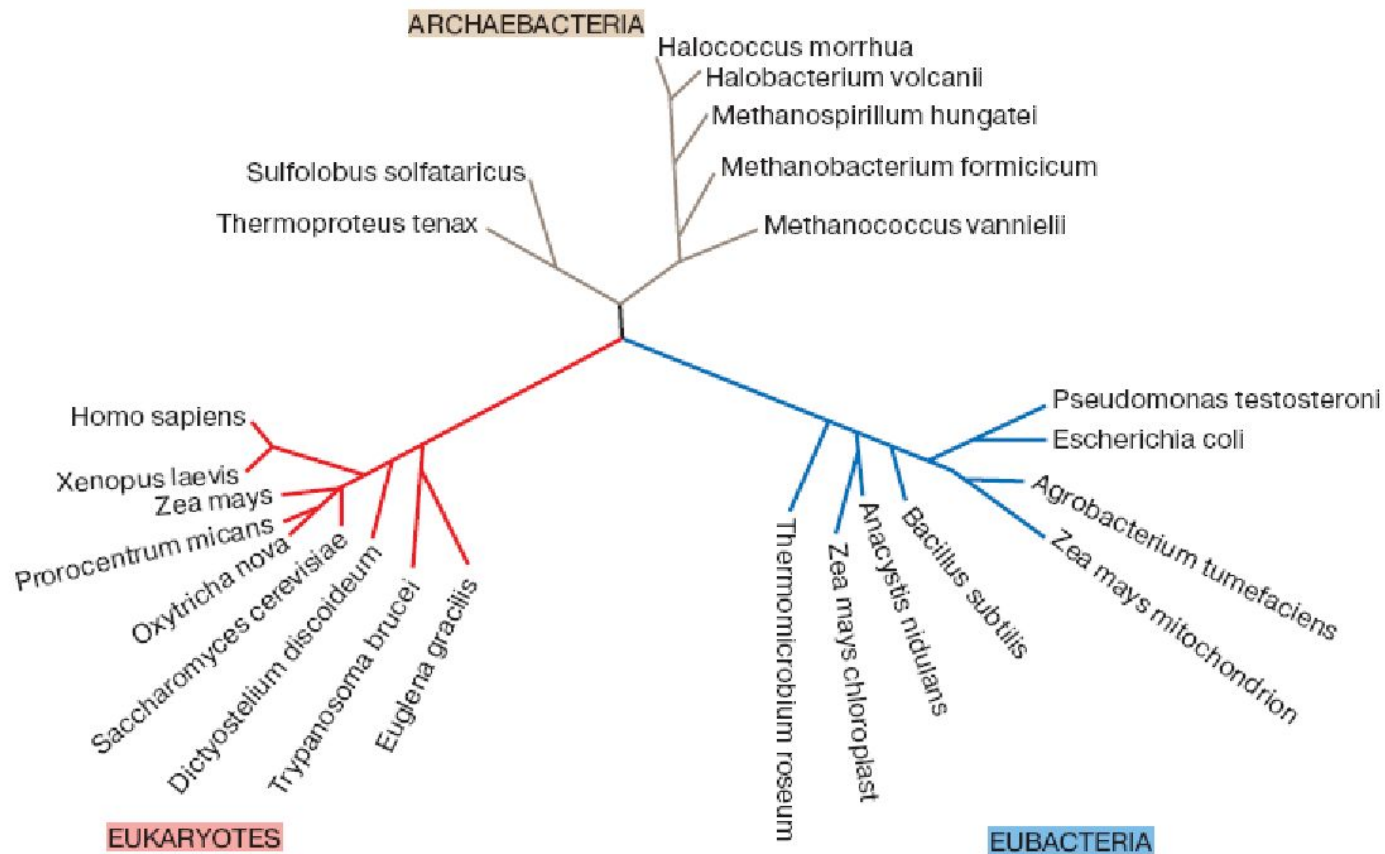 ARCHAEBACTERIA
Halococcus morrhua
Halobacterium volcanii
Methanospirillum hungatei
Methanobacterium formicicum
Methanococcus vannielii
Sulfolobus solfataricus
Thermoproteus tenax
Homo sapiens
Xenopus laevis
Zea mays
Prorocentrum micans
Oxytricha nova
Saccharomyces cerevisiae
Dictyostelium discoideum
Trypanosoma brucei
Euglena gracilis
EUKARYOTES
Pseudomonas testosteroni
Escherichia coli
Agrobacterium tumefaciens
Zea mays mitochondrion
Bacillus subtilis
Anacystis nidulans
Zea mays chloroplast
Thermomicrobium roseum
EUBACTERIA